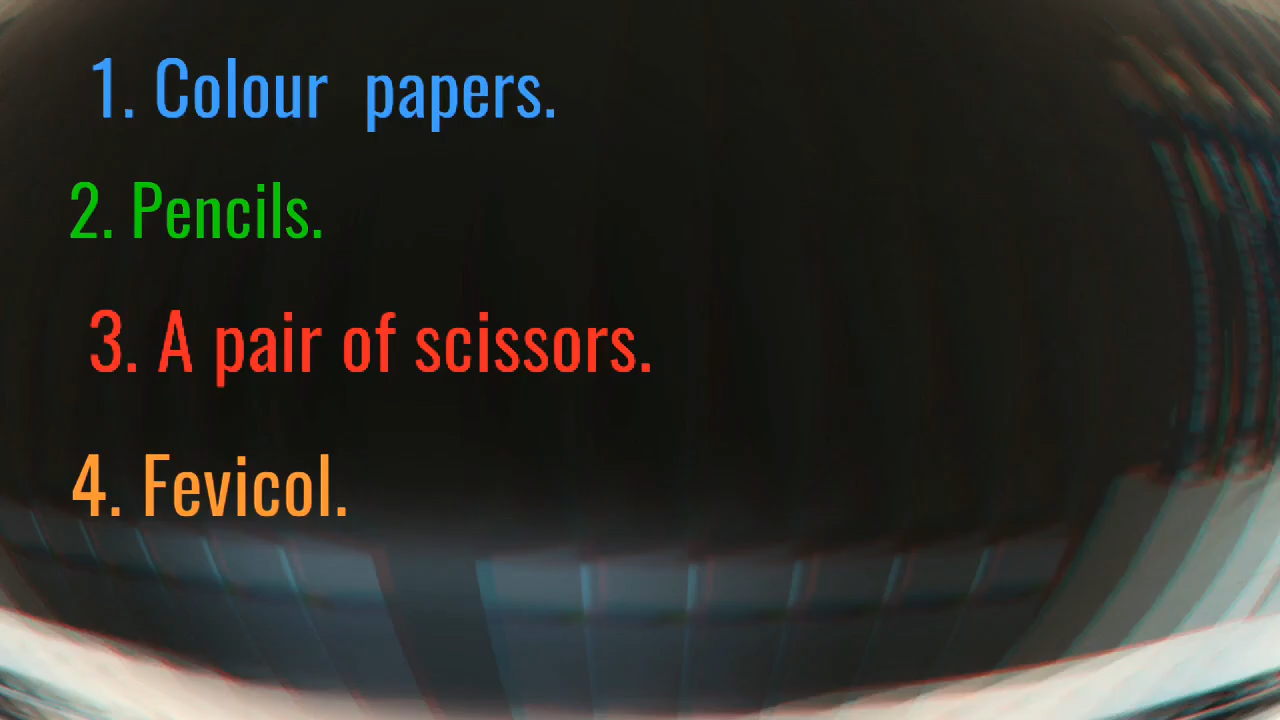 1. Colour papers.
2. Pencils.
3. A pair of scissors.
4. Fevicol.